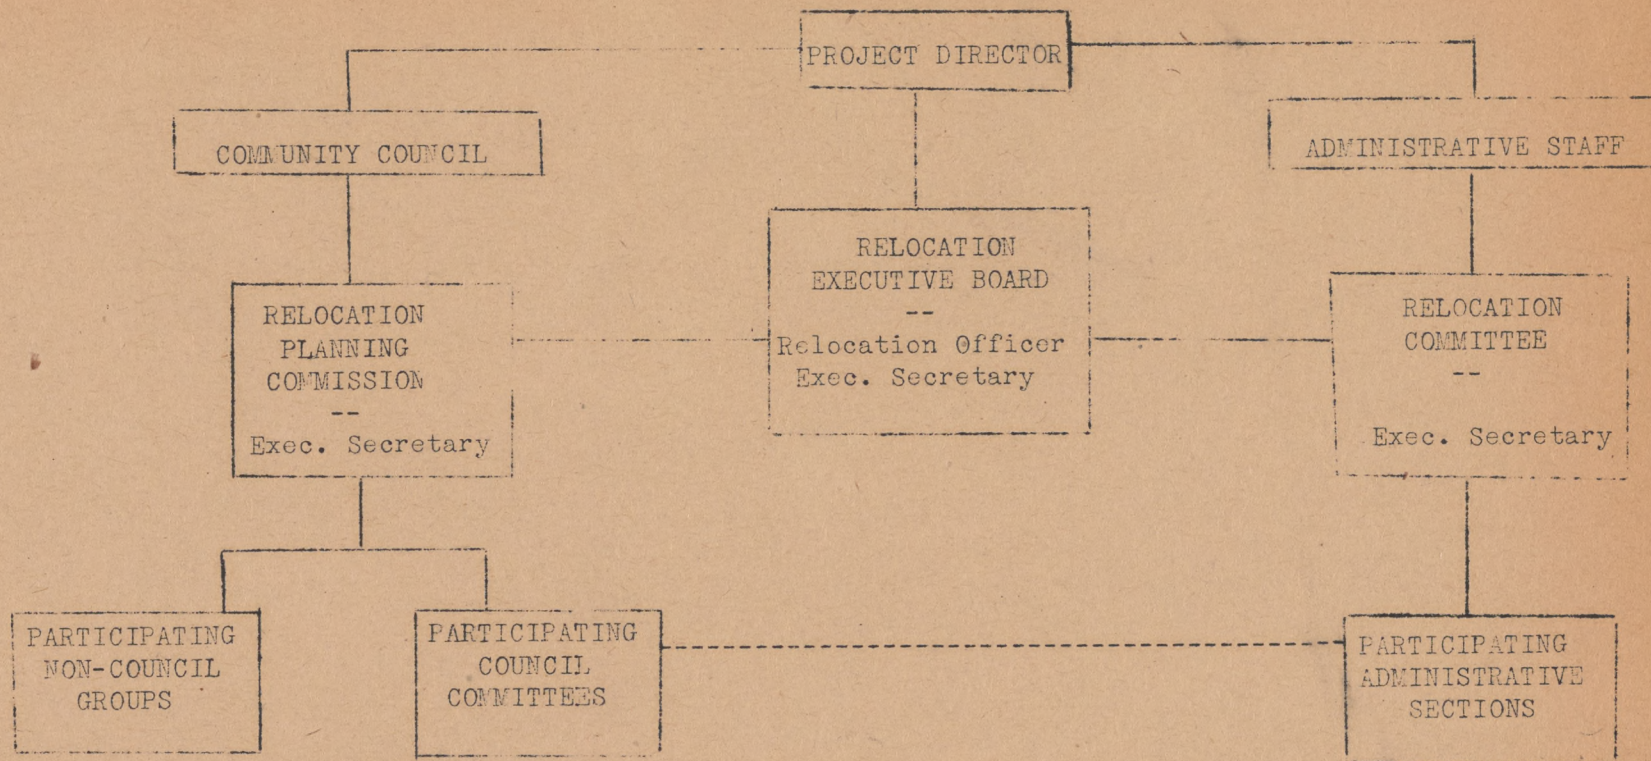 PROJECT DIRECTOR
COMMUNITY COUNCIL
ADMINISTRATIVE STAFF
RELOCATION
EXECUTIVE BOARD
--
Relocation Officer
Exec. Secretary
RELOCATION
PLANNING
COMMISSION
--
Exec. Secretary
RELOCATION
COMMITTEE
--
Exec. Secretary
PARTICIPATING
NON-COUNCIL
GROUPS
PARTICIPATING
COUNCIL
COMMITTEES
PARTICIPATING
ADMINISTRATIVE
SECTIONS